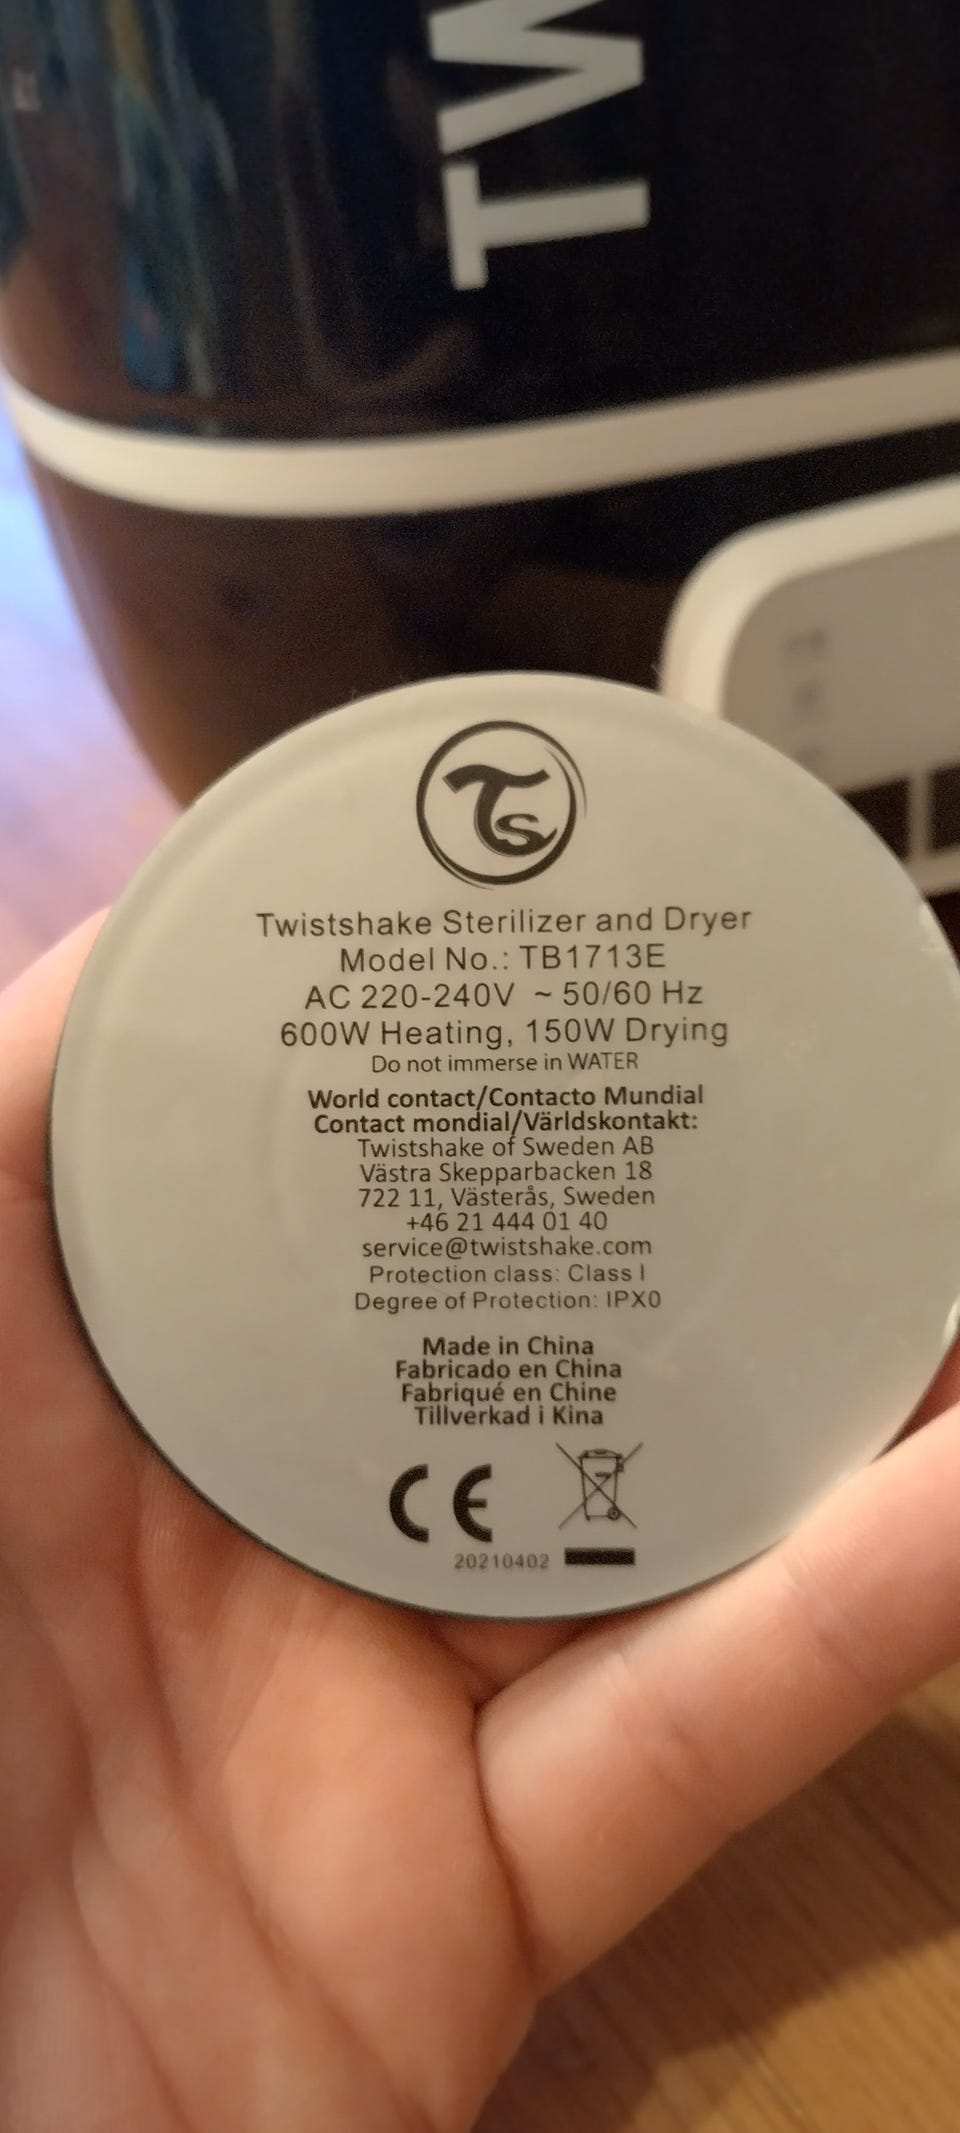 TW
Ts
Twistshake Sterilizer and Dryer
Model No.: TB1713E
AC 220-240V ~ 50/60 Hz
600W Heating, 150W Drying
Do not immerse in WATER
World contact/Contacto Mundial
Contact mondial/Världskontakt:
Twistshake of Sweden AB
Västra Skepparbacken 18
722 11, Västerås, Sweden
+46 21 444 01 40
service@twistshake.com
Protection class: Class I
Degree of Protection: IPX0
Made in China
Fabricado en China
Fabriqué en Chine
Tillverkad i Kina
CE
20210402